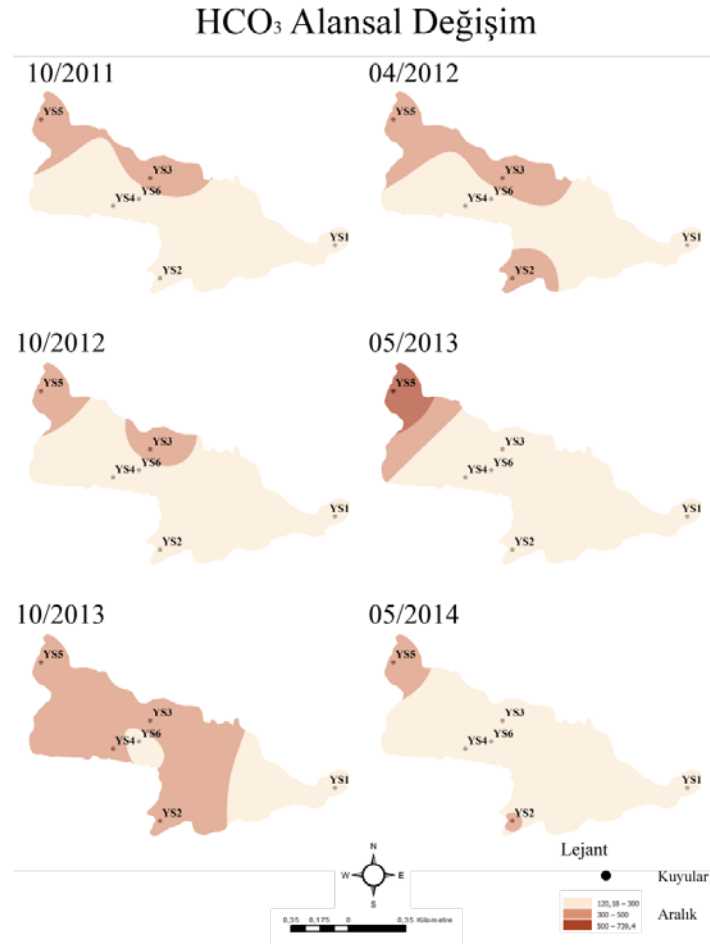 HCO₃ Alansal Değişim
10/2011
YS5
YS3
YS6
YS4
YS1
YS2
04/2012
YS5
YS3
YS6
YS4
YS1
YS2
10/2012
YS5
YS3
YS6
YS4
YS1
YS2
05/2013
YS5
YS3
YS6
YS4
YS1
YS2
10/2013
YS5
YS3
YS6
YS4
YS1
YS2
05/2014
YS5
YS3
YS6
YS4
YS1
YS2
N
W E
S
0,35 0,175 0 0,35 Kilometre
Lejant
Kuyular
120,18 – 300
300 – 500
500 – 739,4
Aralık